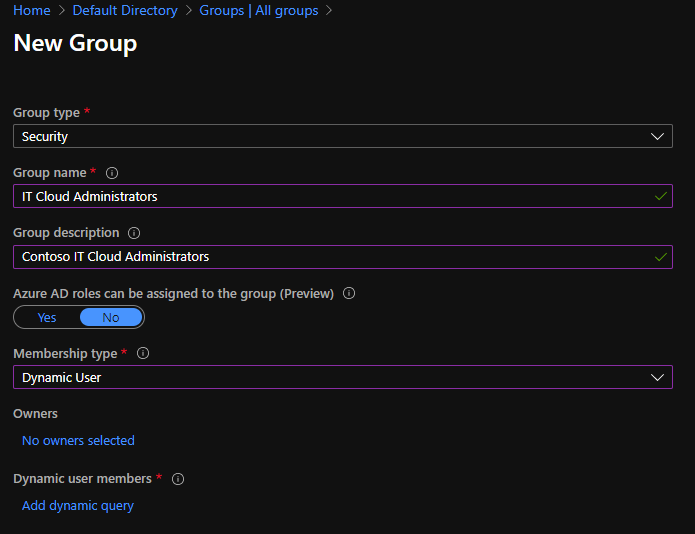 Home > Default Directory > Groups | All groups >
New Group
Group type *
Security
Group name *
IT Cloud Administrators
Group description
Contoso IT Cloud Administrators
Azure AD roles can be assigned to the group (Preview)
Yes No
Membership type *
Dynamic User
Owners
No owners selected
Dynamic user members *
Add dynamic query